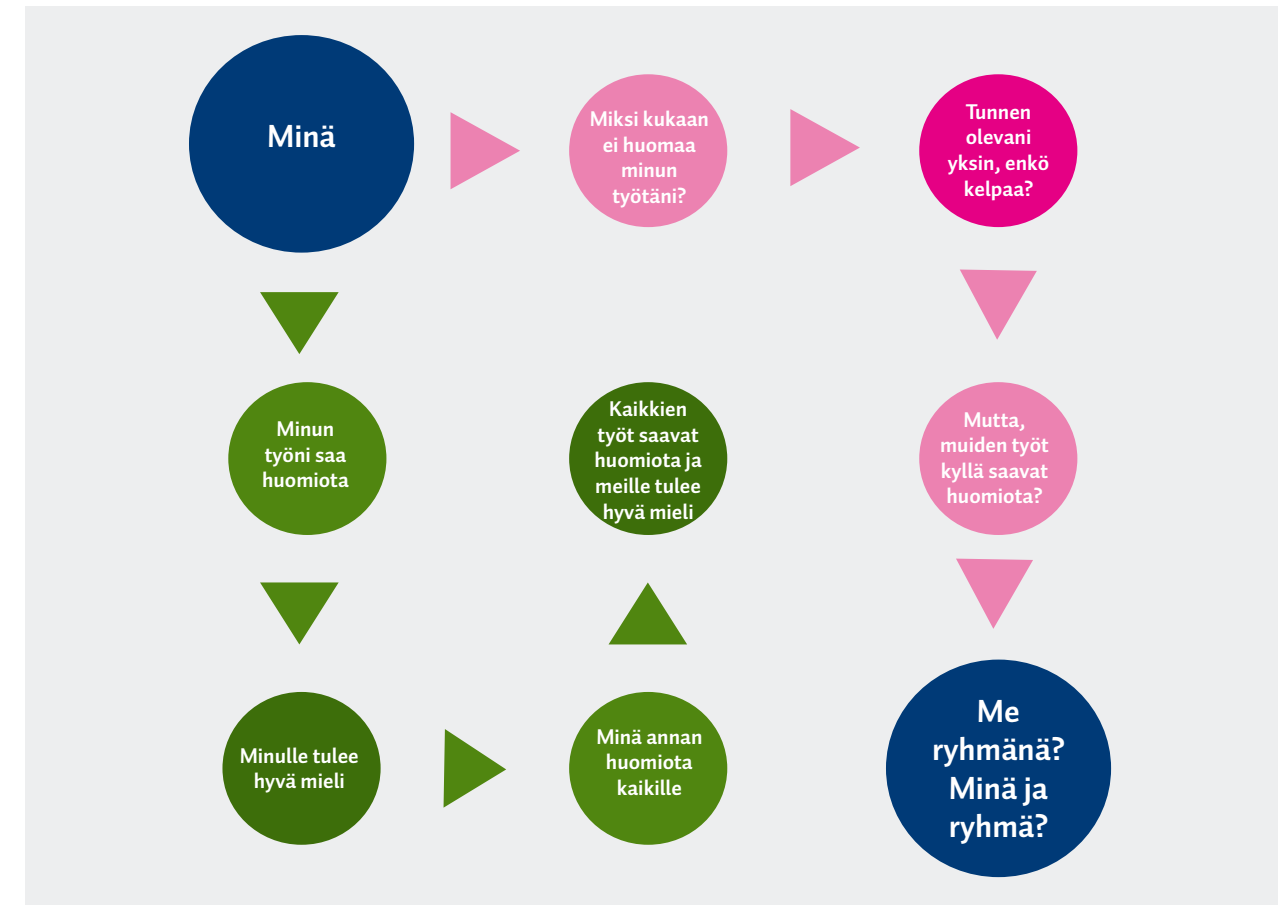 Minä
Miksi kukaan
ei huomaa
minun
työtäni?
Tunnen
olevani
yksin, enkö
kelpaa?
Minun
työni saa
huomiota
Kaikkien
työt saavat
huomiota ja
meille tulee
hyvä mieli
Mutta,
muiden työt
kyllä saavat
huomiota?
Minulle tulee
hyvä mieli
Minä annan
huomiota
kaikille
Me
ryhmänä?
Minä ja
ryhmä?